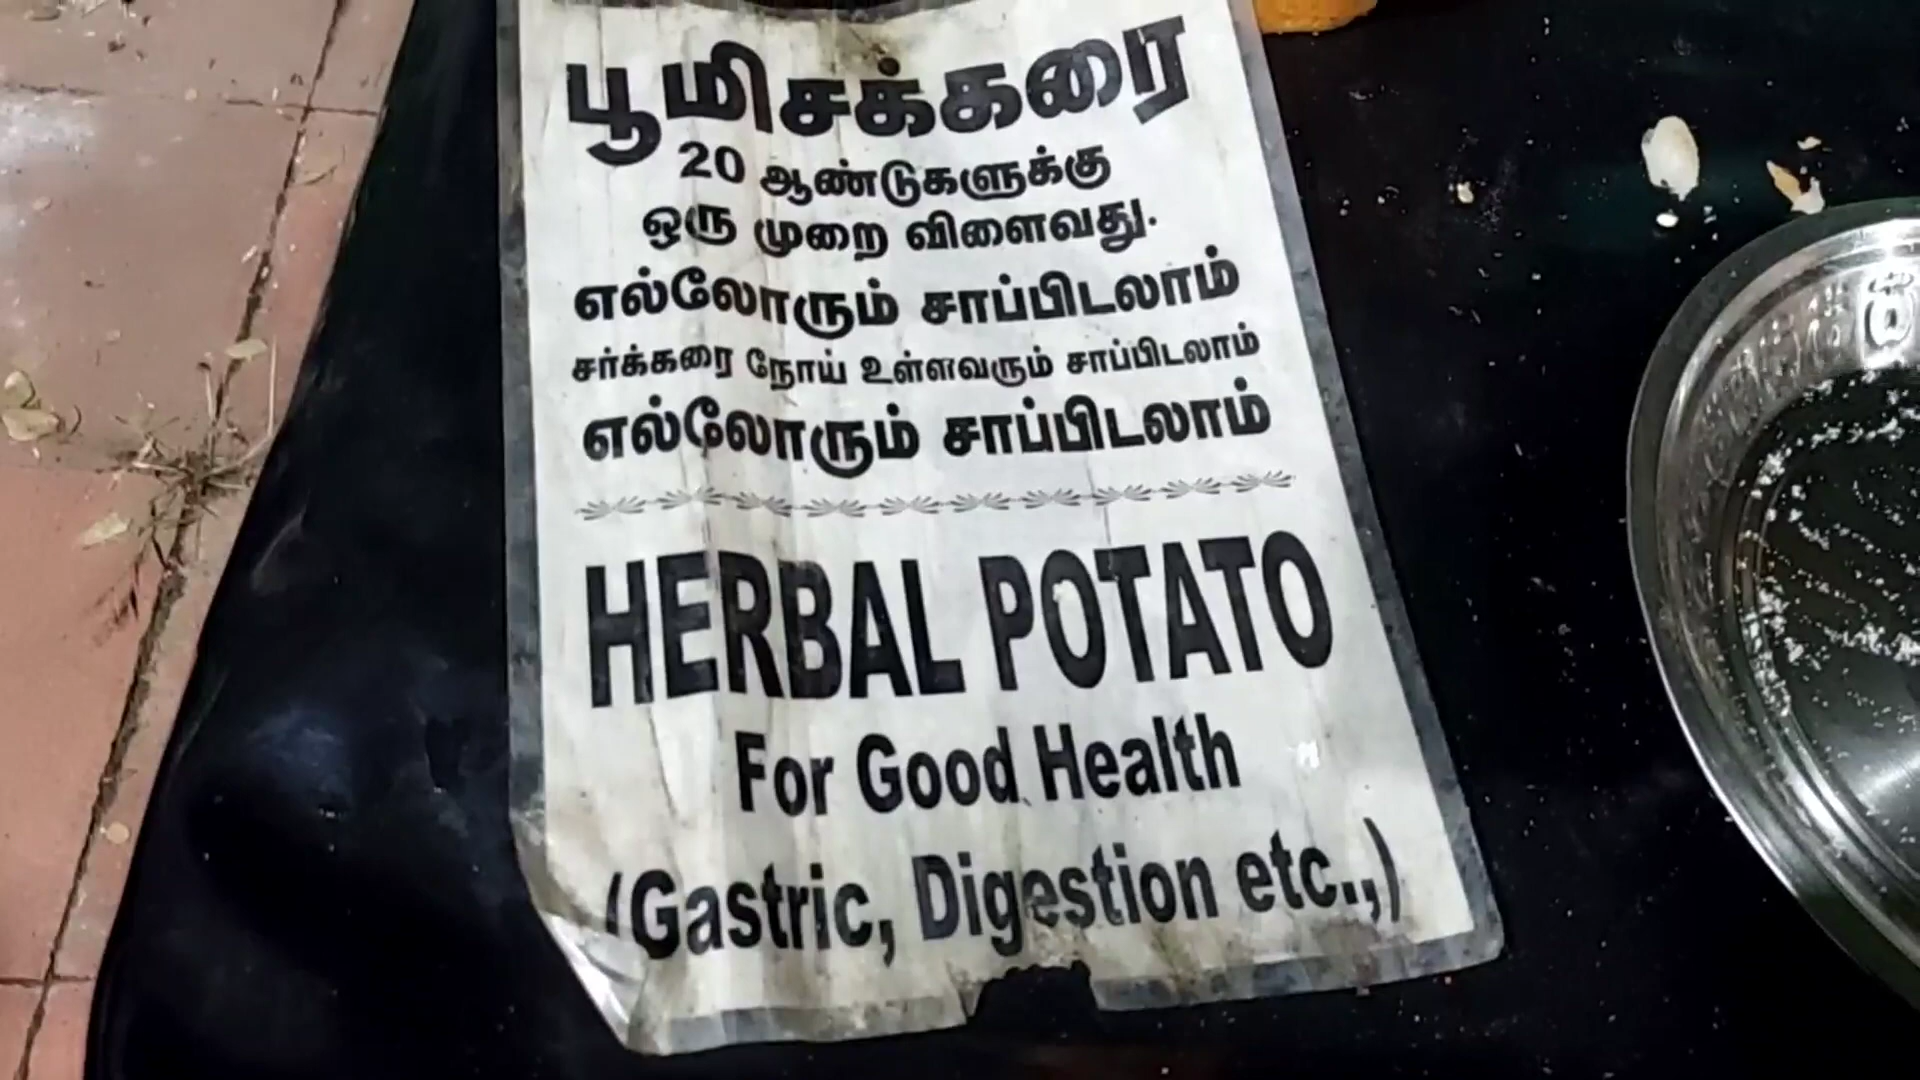 பூமிசக்கரை
20 ஆண்டுகளுக்கு
ஒரு முறை விளைவது.
எல்லோரும் சாப்பிடலாம்
சர்க்கரை நோய் உள்ளவரும் சாப்பிடலாம்
எல்லோரும் சாப்பிடலாம்
HERBAL POTATO
For Good Health
(Gastric, Digestion etc.,)